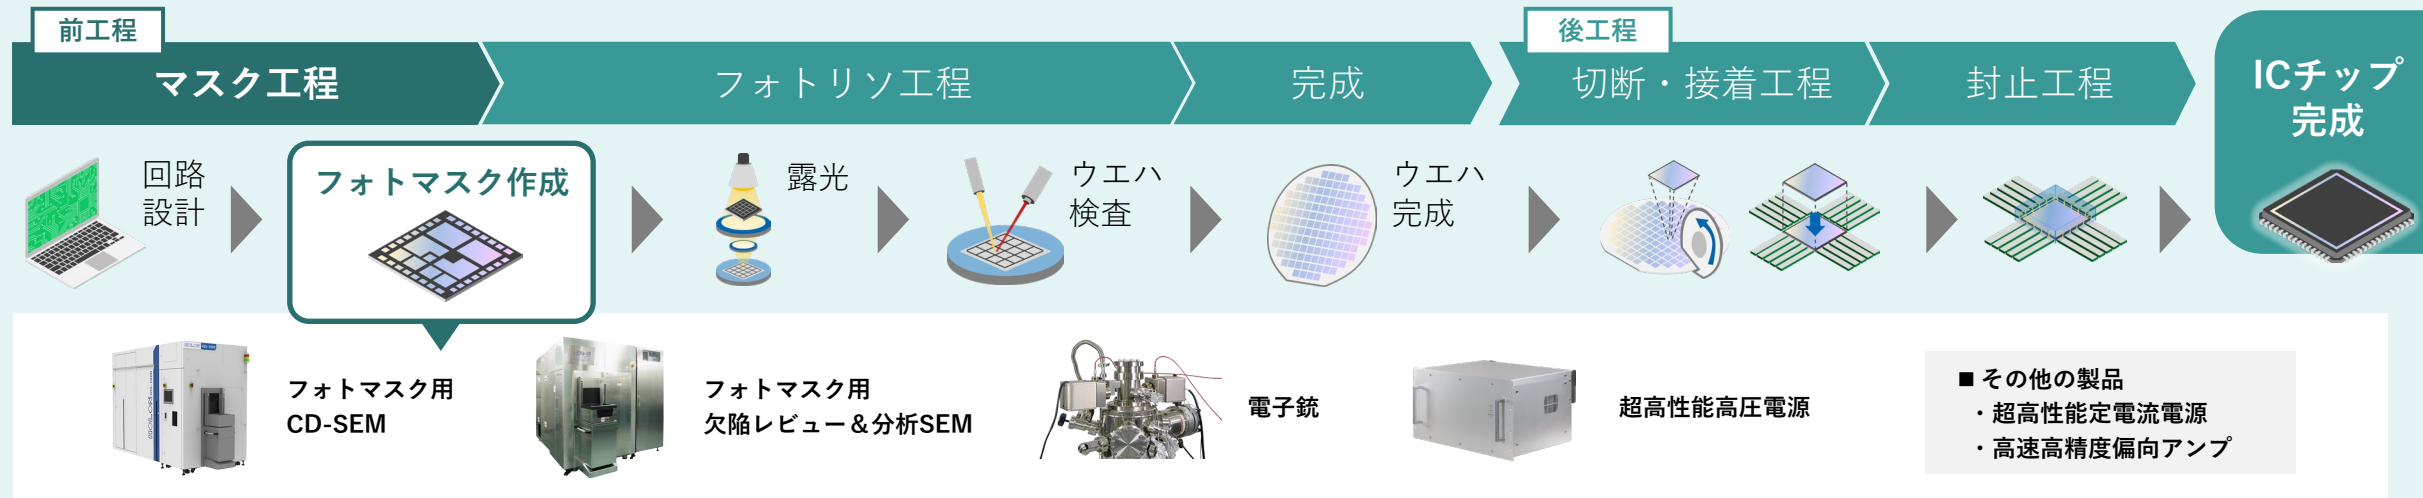 前工程
マスク工程
フォトリソ工程
完成
後工程
切断・接着工程
封止工程
ICチップ
完成
回路
設計
フォトマスク作成
露光
ウエハ
検査
ウエハ
完成
フォトマスク用
CD-SEM
フォトマスク用
欠陥レビュー＆分析SEM
電子銃
超高性能高圧電源
■ その他の製品
・超高性能定電流電源
・高速高精度偏向アンプ